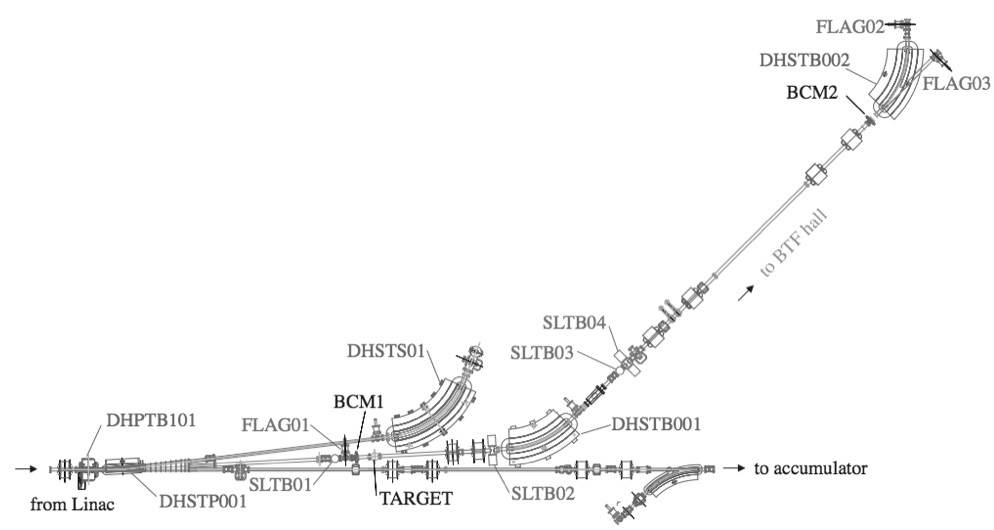 FLAG02
DHSTB002
FLAG03
BCM2
to BTF hall
SLTB04
SLTB03
DHSTS01
BCM1
DHPTB101
FLAG01
DHSTB001
SLTB01
to accumulator
from Linac
DHSTP001
TARGET
SLTB02